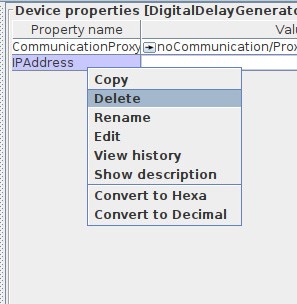 Device properties [DigitalDelayGenerato
Property name Valu
CommunicationProxy noCommunication/Prox
IPAddress
Copy
Delete
Rename
Edit
View history
Show description
Convert to Hexa
Convert to Decimal